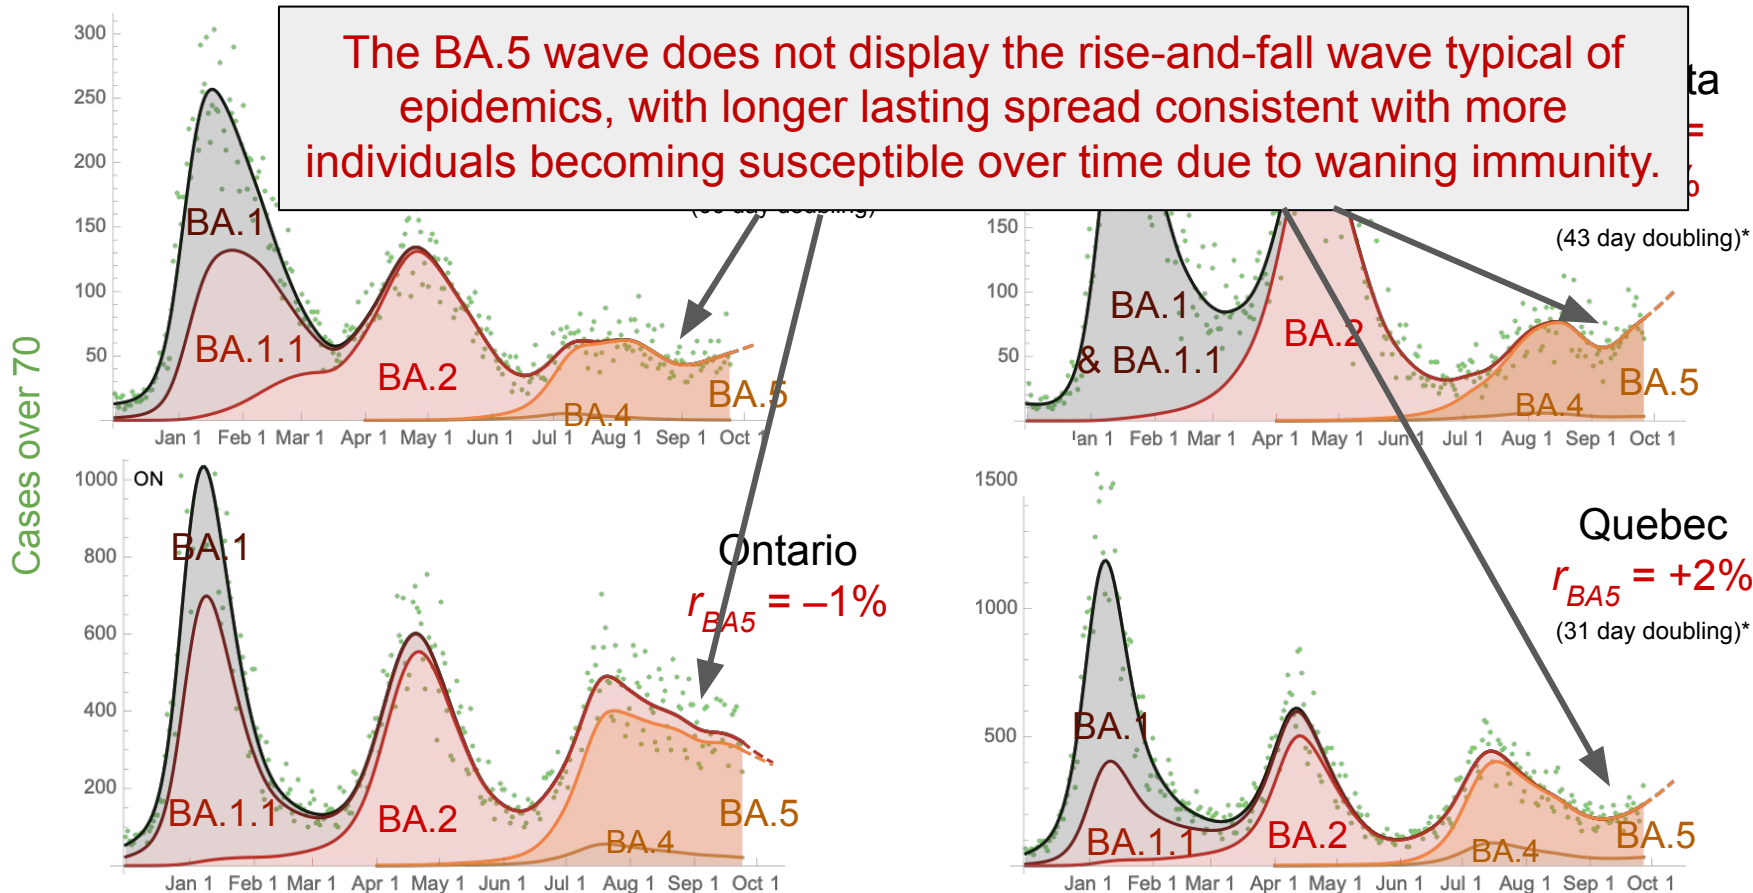 The BA.5 wave does not display the rise-and-fall wave typical of
epidemics, with longer lasting spread consistent with more
individuals becoming susceptible over time due to waning immunity.
Cases over 70
300
250
200
150
100
50
BA.1
BA.1.1
BA.2
BA.4
BA.5
day doubling)
Jan 1 Feb 1 Mar 1 Apr 1 May 1 Jun 1 Jul 1 Aug 1 Sep 1 Oct 1
ta
=
%
(43 day doubling)*
150
100
50
BA.1
& BA.1.1
BA.2
BA.4
BA.5
Jan 1 Feb 1 Mar 1 Apr 1 May 1 Jun 1 Jul 1 Aug 1 Sep 1 Oct 1
1000
800
600
400
200
ON
BA.1
BA.1.1
BA.2
BA.4
BA.5
Ontario
rBA5 = –1%
Jan 1 Feb 1 Mar 1 Apr 1 May 1 Jun 1 Jul 1 Aug 1 Sep 1 Oct 1
1500
1000
500
BA.1
BA.1.1
BA.2
BA.4
BA.5
Quebec
rBA5 = +2%
(31 day doubling)*
Jan 1 Feb 1 Mar 1 Apr 1 May 1 Jun 1 Jul 1 Aug 1 Sep 1 Oct 1